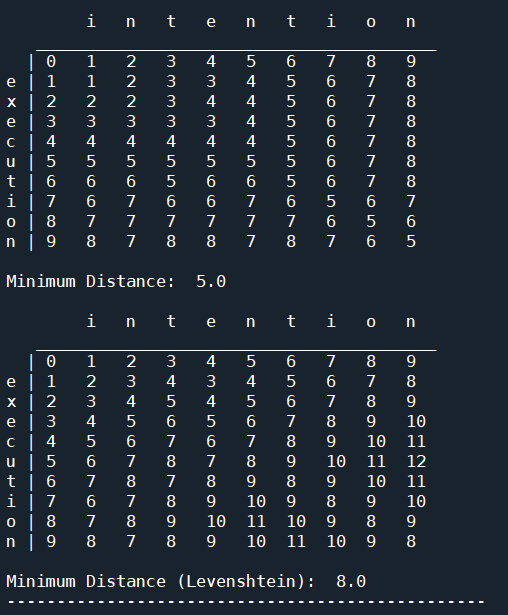 i n t e n t i o n
| 0 1 2 3 4 5 6 7 8 9
e | 1 1 2 3 3 4 5 6 7 8
x | 2 2 2 3 4 4 5 6 7 8
e | 3 3 3 3 3 4 5 6 7 8
c | 4 4 4 4 4 4 5 6 7 8
u | 5 5 5 5 5 5 5 6 7 8
t | 6 6 6 5 6 6 5 6 7 8
i | 7 6 7 6 6 7 6 5 6 7
o | 8 7 7 7 7 7 7 6 5 6
n | 9 8 7 8 8 7 8 7 6 5
Minimum Distance: 5.0
i n t e n t i o n
| 0 1 2 3 4 5 6 7 8 9
e | 1 2 3 4 3 4 5 6 7 8
x | 2 3 4 5 4 5 6 7 8 9
e | 3 4 5 6 5 6 7 8 9 10
c | 4 5 6 7 6 7 8 9 10 11
u | 5 6 7 8 7 8 9 10 11 12
t | 6 7 8 7 8 9 8 9 10 11
i | 7 6 7 8 9 10 9 8 9 10
o | 8 7 8 9 10 11 10 9 8 9
n | 9 8 7 8 9 10 11 10 9 8
Minimum Distance (Levenshtein): 8.0
------------------------------------------------